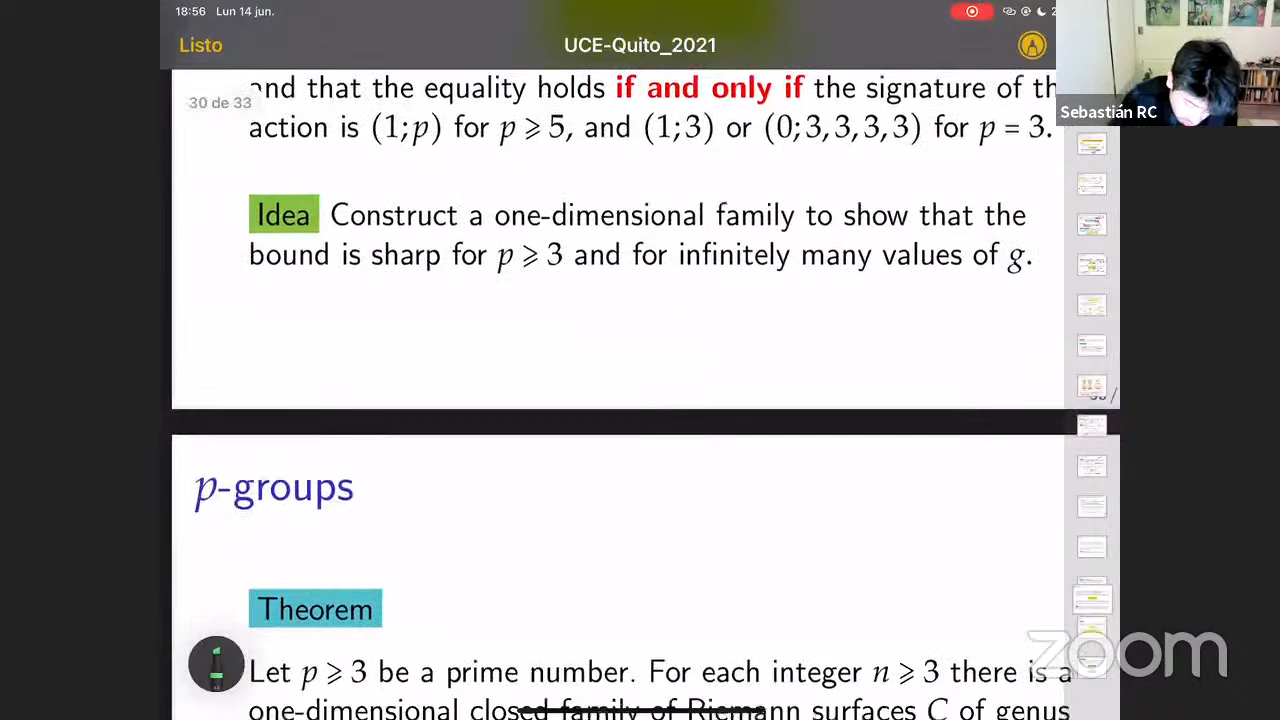 18:56 Lun 14 jun.
Listo
UCE-Quito_2021
30 de 33
and that the equality holds if and only if the signature of th
action is (1; p) for p ⩾ 5, and (1; 3) or (0; 3, 3, 3, 3) for p = 3.
Sebastián RC
Idea Construct a one-dimensional family to show that the
bound is sharp for p ⩾ 3 and for infinitely many values of g.
p-groups
Theorem
Let p ⩾ 3 be a prime number. For each integer n ⩾ 3 there is a
one-dimensional closed family of Riemann surfaces C of genus
zoom